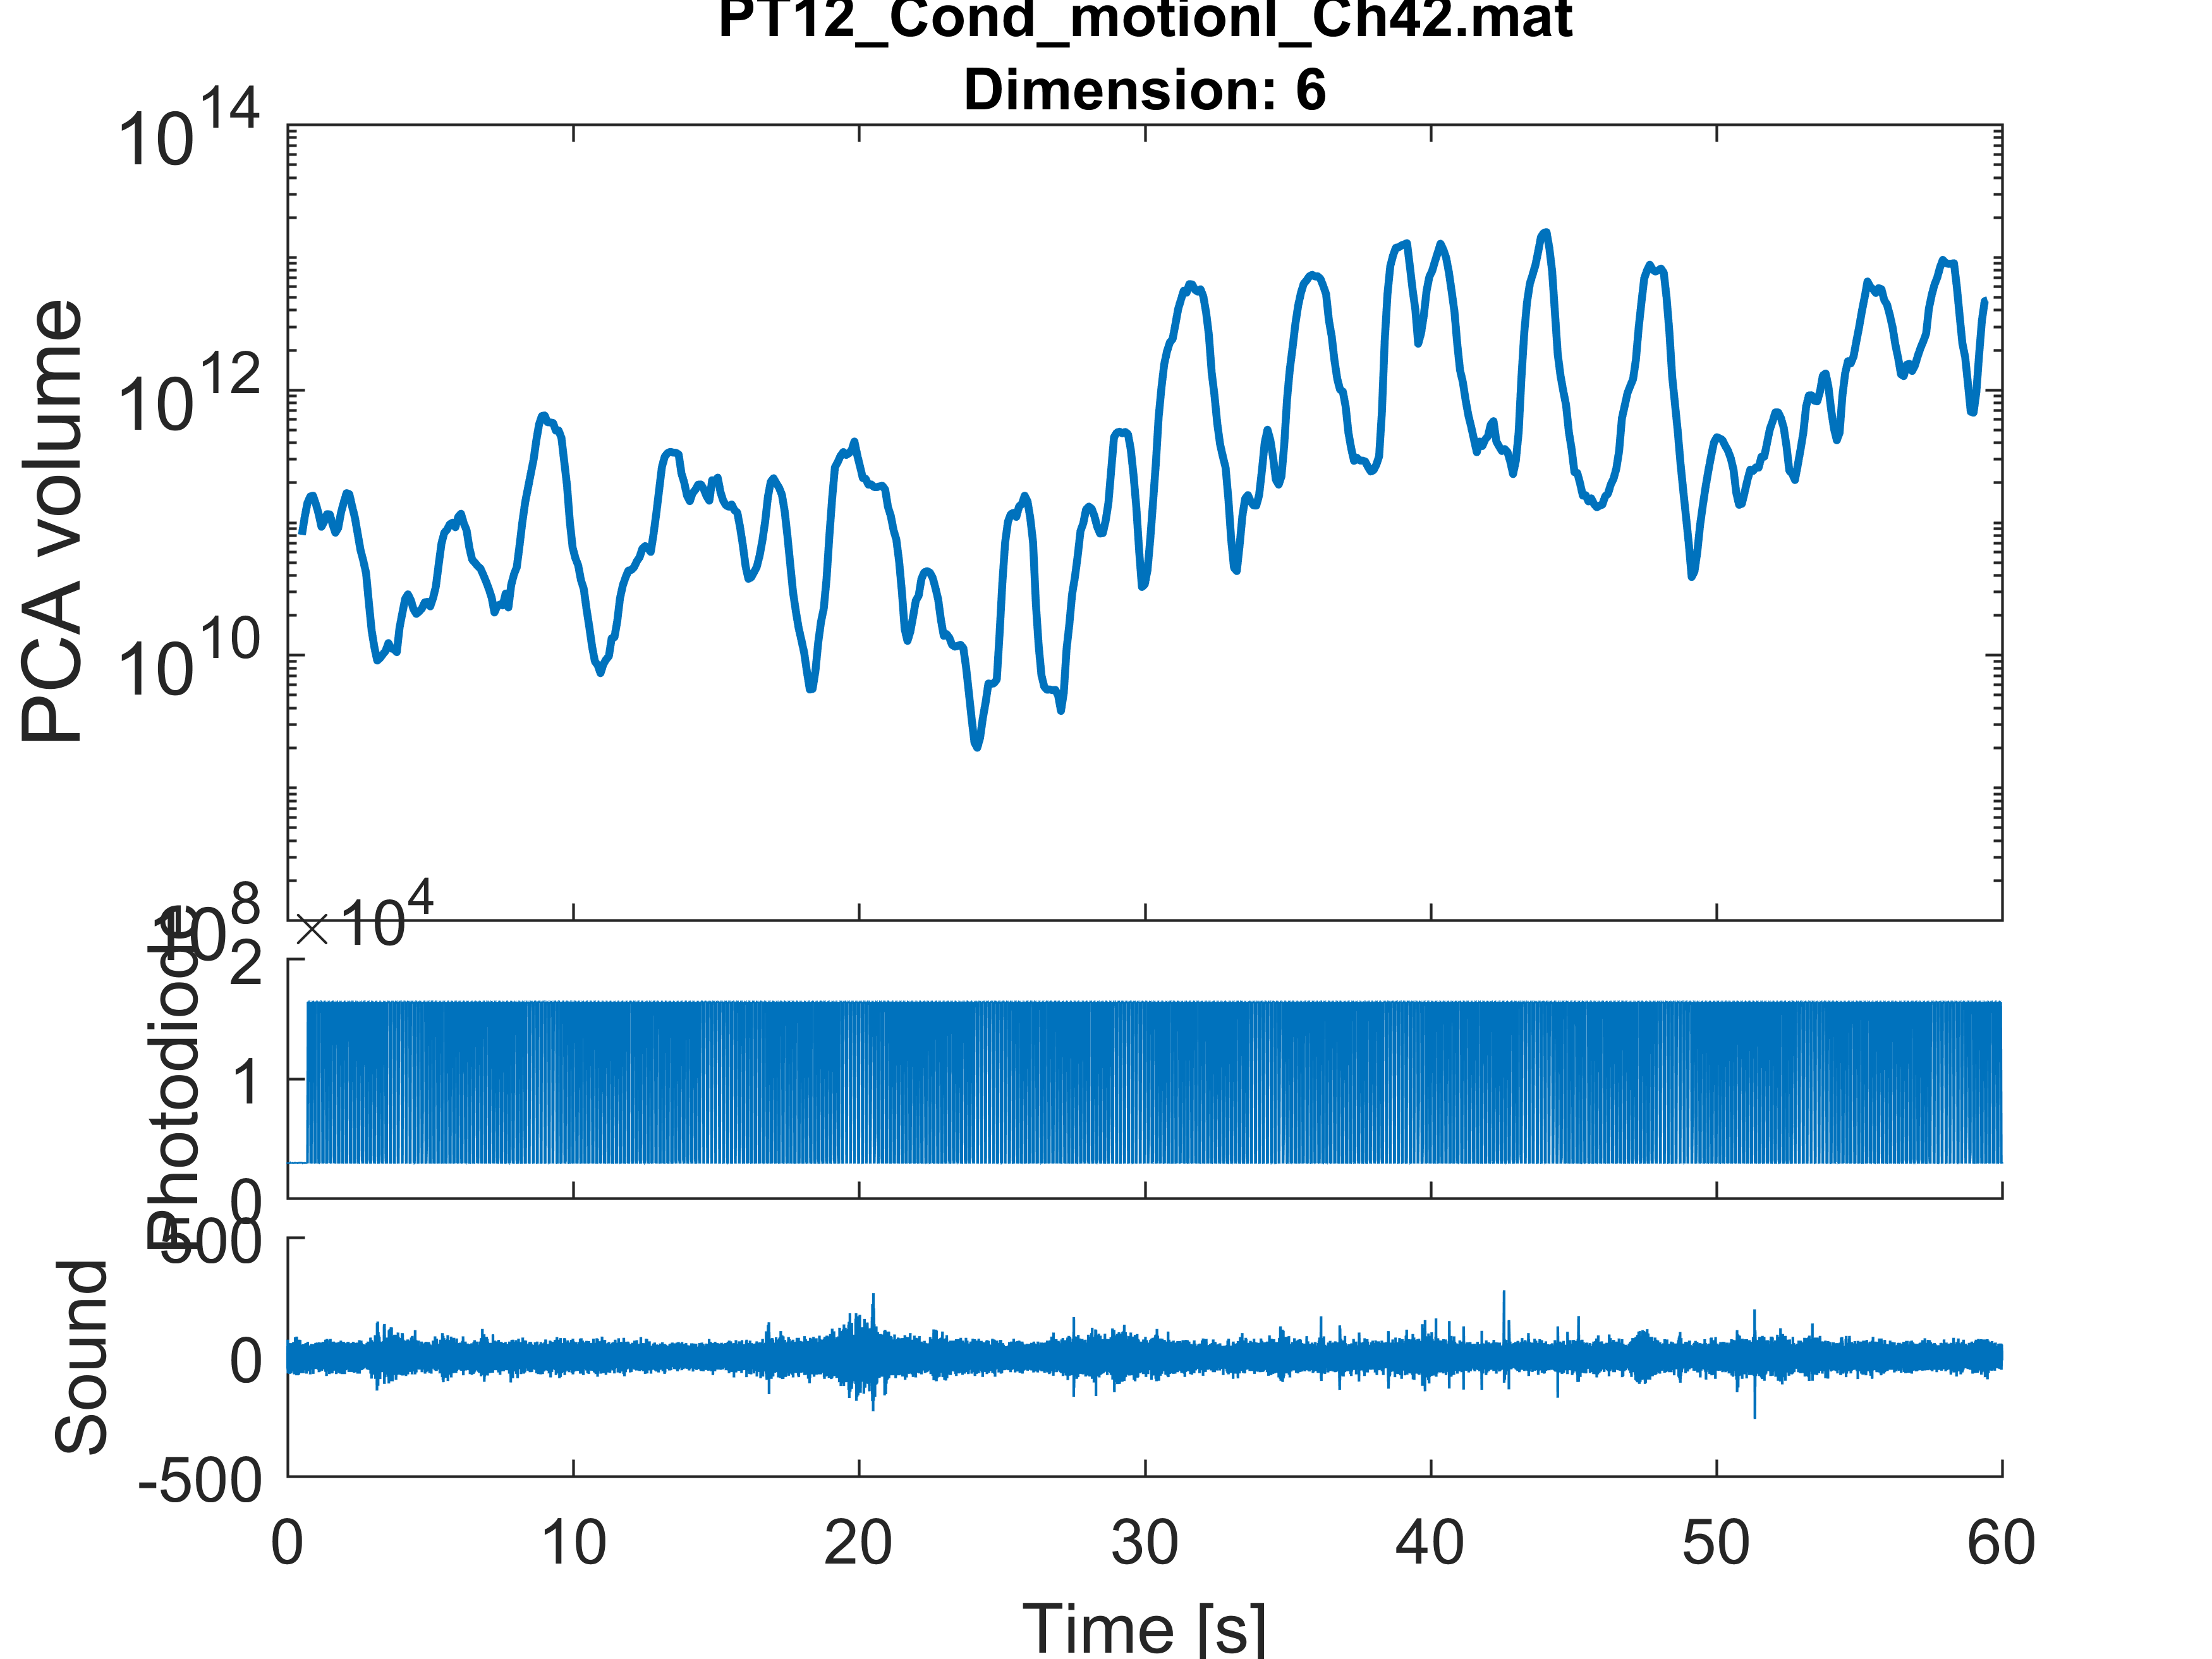 PT12_Cond_motionI_Ch42.mat
Dimension: 6
PCA volume
10^14
10^12
10^10
10^8
Photodiode
×10^4
2
1
0
Sound
500
0
-500
0 10 20 30 40 50 60
Time [s]